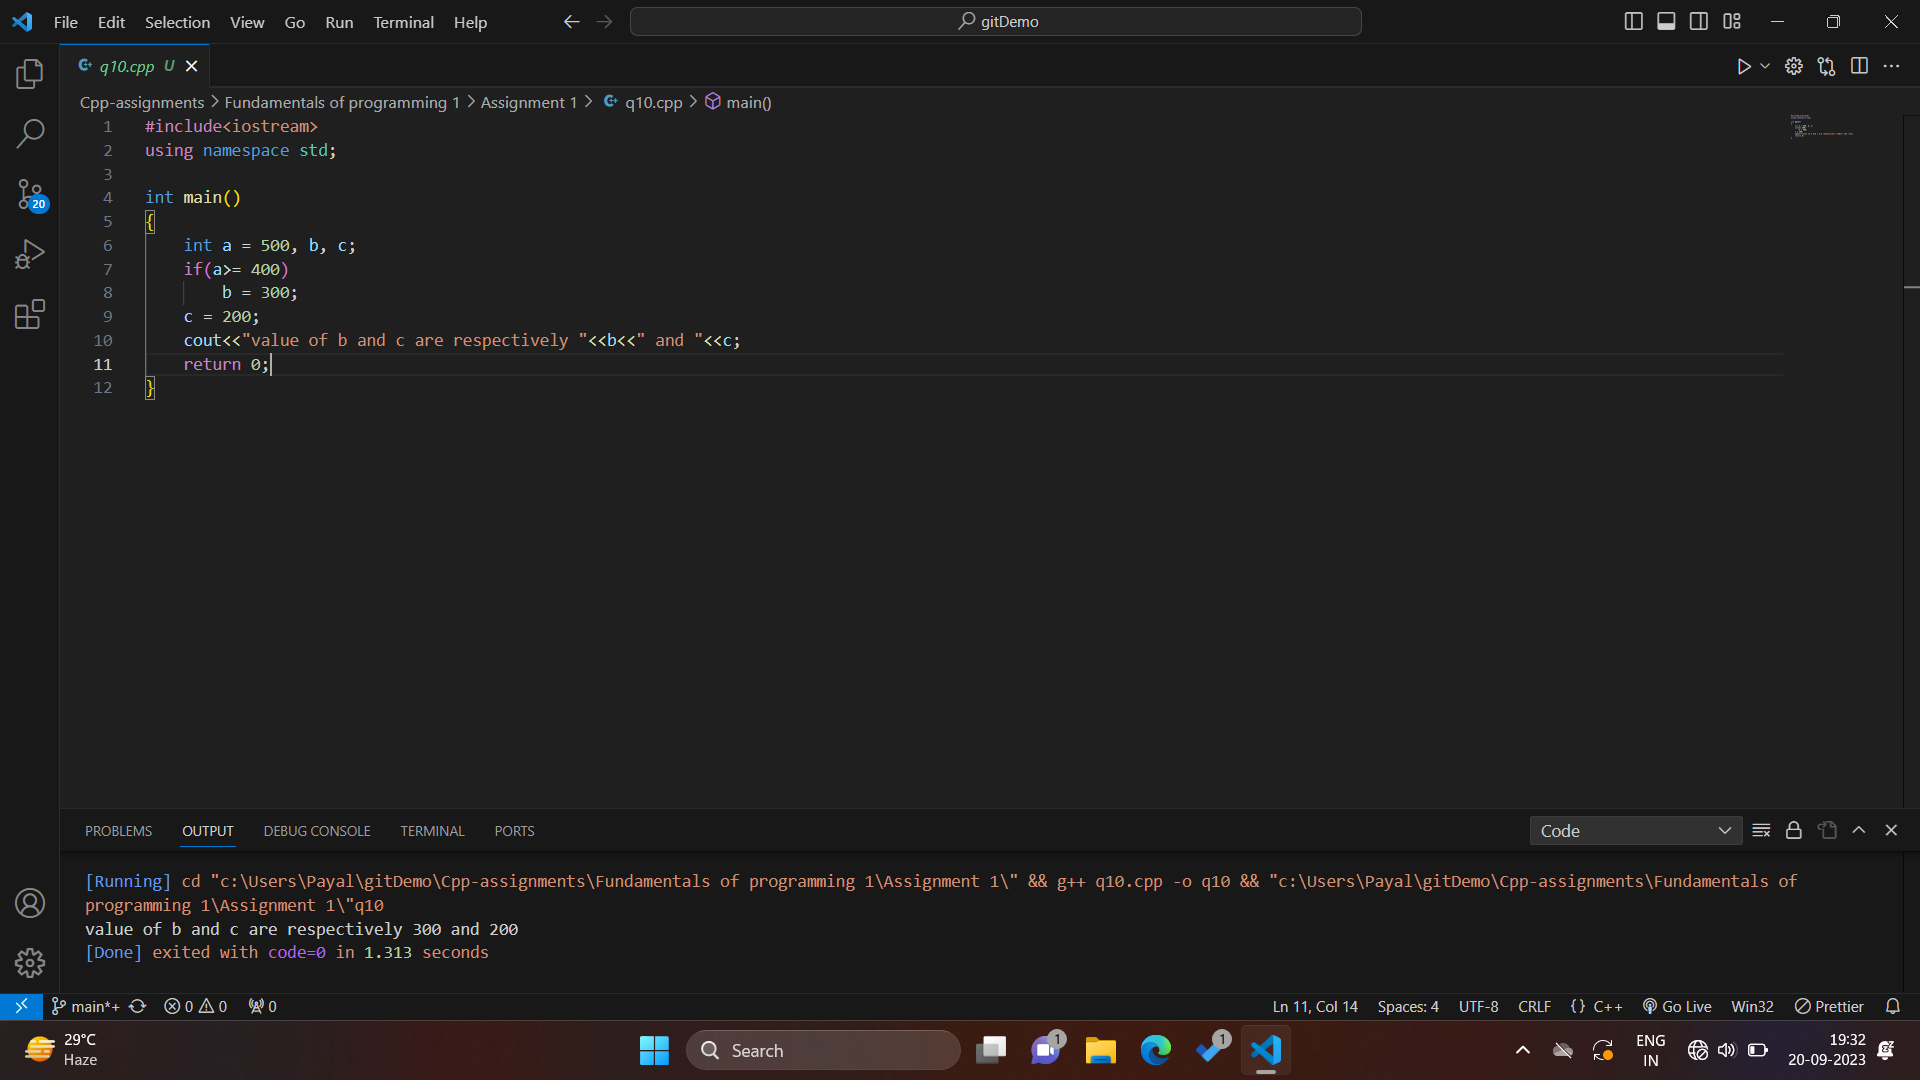 File Edit Selection View Go Run Terminal Help gitDemo
q10.cpp U
Cpp-assignments > Fundamentals of programming 1 > Assignment 1 > q10.cpp > main()
1 #include<iostream>
2 using namespace std;
3
4 int main()
5 {
6 int a = 500, b, c;
7 if(a>= 400)
8 b = 300;
9 c = 200;
10 cout<<"value of b and c are respectively "<<b<<" and "<<c;
11 return 0;
12 }
20
PROBLEMS OUTPUT DEBUG CONSOLE TERMINAL PORTS Code
[Running] cd "c:\Users\Payal\gitDemo\Cpp-assignments\Fundamentals of programming 1\Assignment 1\" && g++ q10.cpp -o q10 && "c:\Users\Payal\gitDemo\Cpp-assignments\Fundamentals of
programming 1\Assignment 1\"q10
value of b and c are respectively 300 and 200
[Done] exited with code=0 in 1.313 seconds
main*+ 0 0 0 Ln 11, Col 14 Spaces: 4 UTF-8 CRLF {} C++ Go Live Win32 Prettier
29°C
Haze
Search
1
1
ENG
IN
19:32
20-09-2023